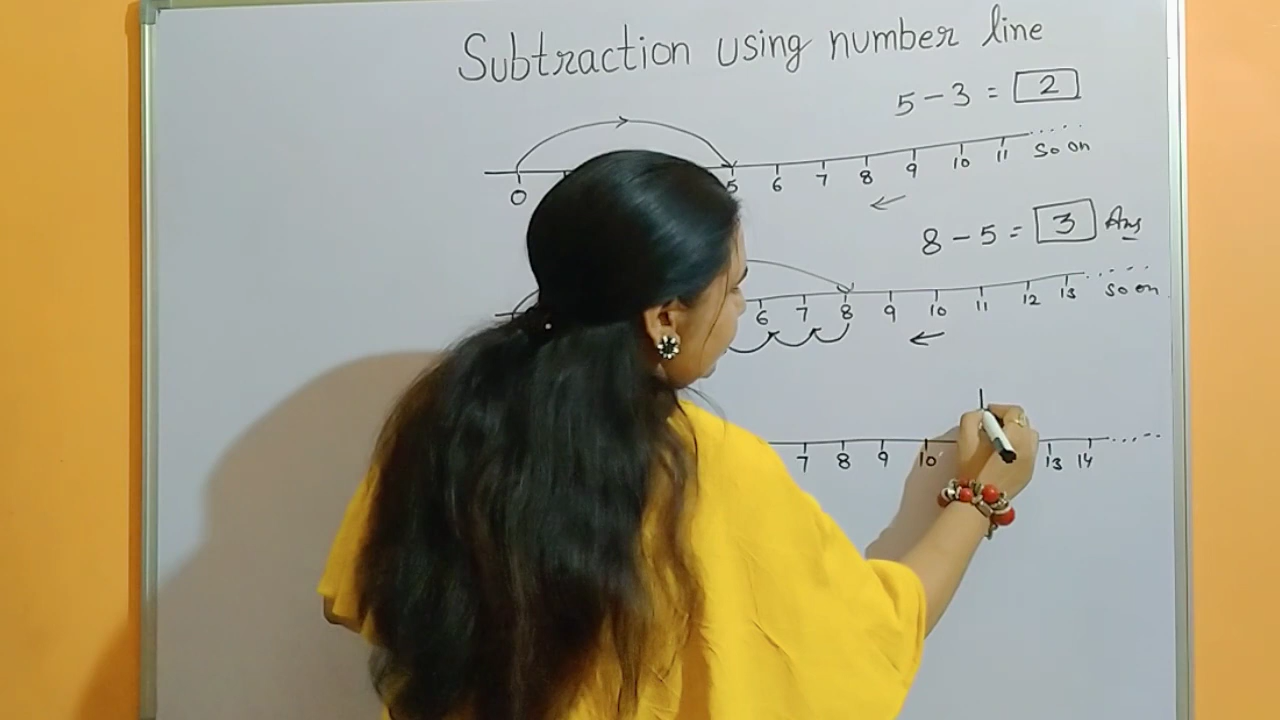 Subtraction using number line
5 - 3 = 2
0 5 6 7 8 9 10 11 ..... So on
8 - 5 = 3 Ans
6 7 8 9 10 11 12 13 ...... So on
7 8 9 10 13 14 .....